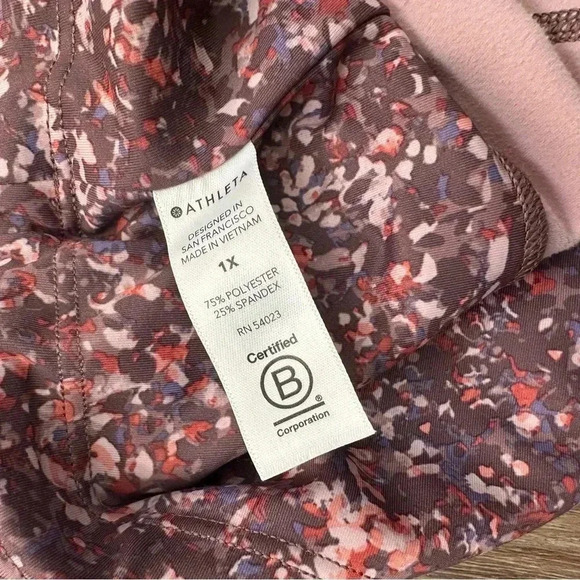 ATHLETA
DESIGNED IN
SAN FRANCISCO
MADE IN VIETNAM
1X
75% POLYESTER
25% SPANDEX
RN 54023
Certified
B
®
Corporation